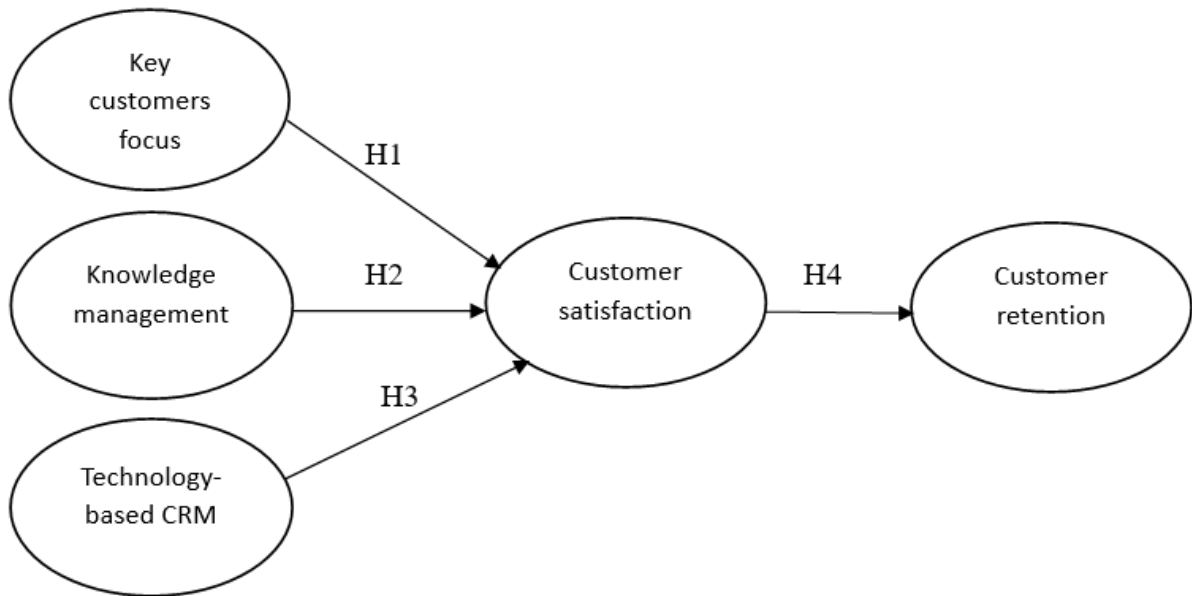 Key
customers
focus
H1
Knowledge
management
H2
Customer
satisfaction
H4
Customer
retention
H3
Technology-
based CRM